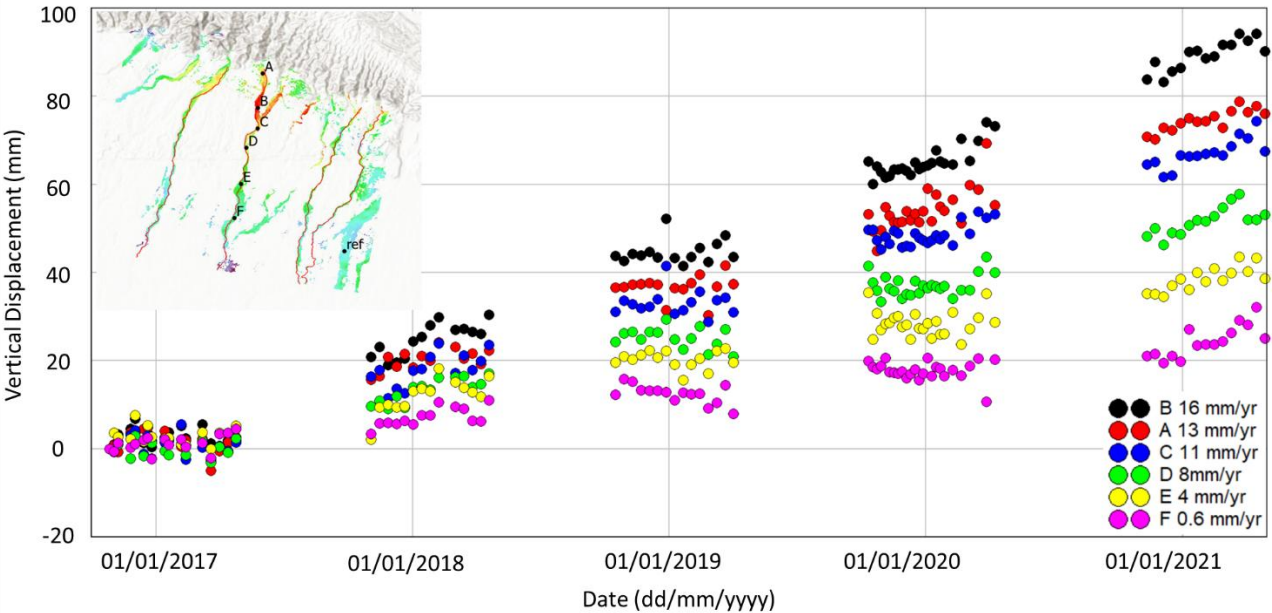 Vertical Displacement (mm)
100
80
60
40
20
0
-20
A
B
C
D
E
F
ref
B 16 mm/yr
A 13 mm/yr
C 11 mm/yr
D 8mm/yr
E 4 mm/yr
F 0.6 mm/yr
01/01/2017 01/01/2018 01/01/2019 01/01/2020 01/01/2021
Date (dd/mm/yyyy)